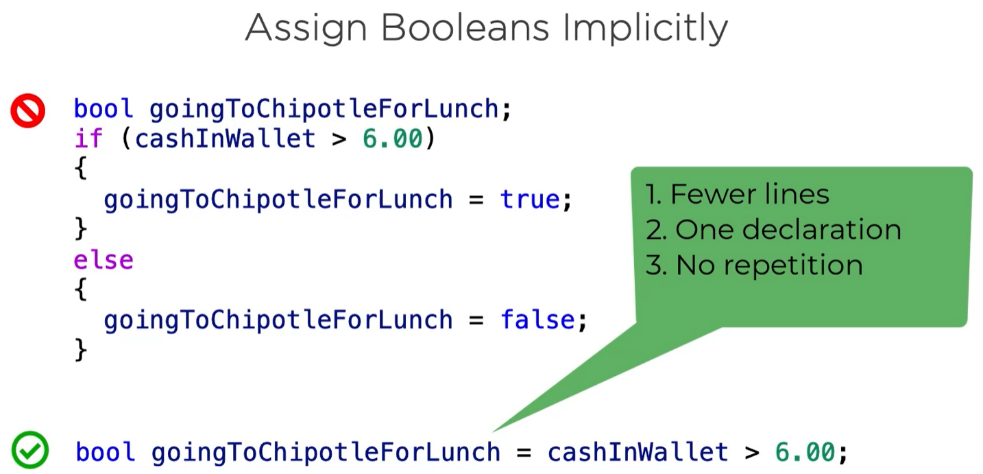 Assign Booleans Implicitly
bool goingToChipotleForLunch;
if (cashInWallet > 6.00)
{
goingToChipotleForLunch = true;
}
else
{
goingToChipotleForLunch = false;
}
1. Fewer lines
2. One declaration
3. No repetition
bool goingToChipotleForLunch = cashInWallet > 6.00;